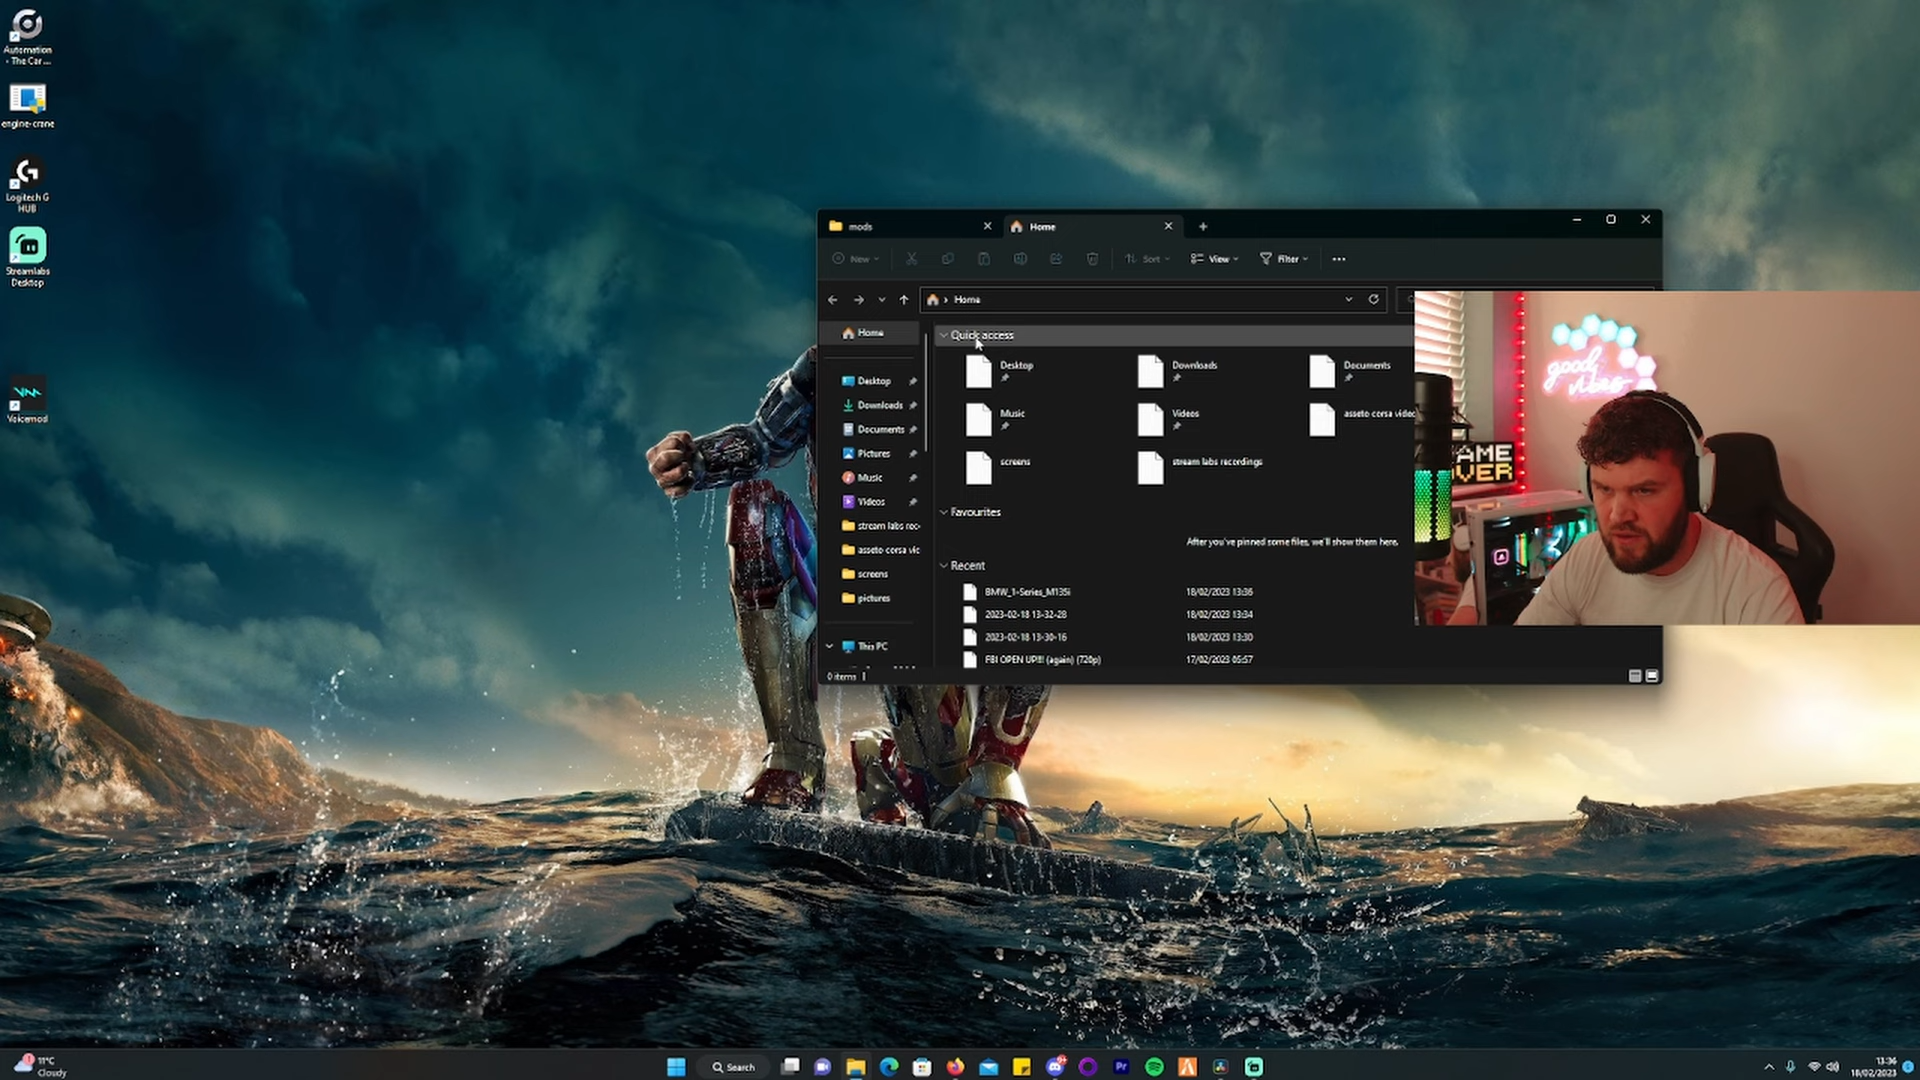 Automation
- The Car ...
engine-crane
Logitech G
HUB
Streamlabs
Desktop
Voicemod
mods
Home
New
Sort
View
Filter
Home
Home
Desktop
Downloads
Documents
Pictures
Music
Videos
stream labs rec
asseto corsa vic
screens
pictures
This PC
Quick access
Desktop
Downloads
Documents
Music
Videos
asseto corsa video
screens
stream labs recordings
Favourites
After you've pinned some files, we'll show them here.
Recent
BMW_1-Series_M135i 18/02/2023 13:36
2023-02-18 13-32-28 18/02/2023 13:34
2023-02-18 13-30-16 18/02/2023 13:30
FBI OPEN UP!!! (again) (720p) 17/02/2023 05:57
0 items
good
vibes
AME
VER
11°C
Cloudy
Search
Pr
13:36
18/02/2023